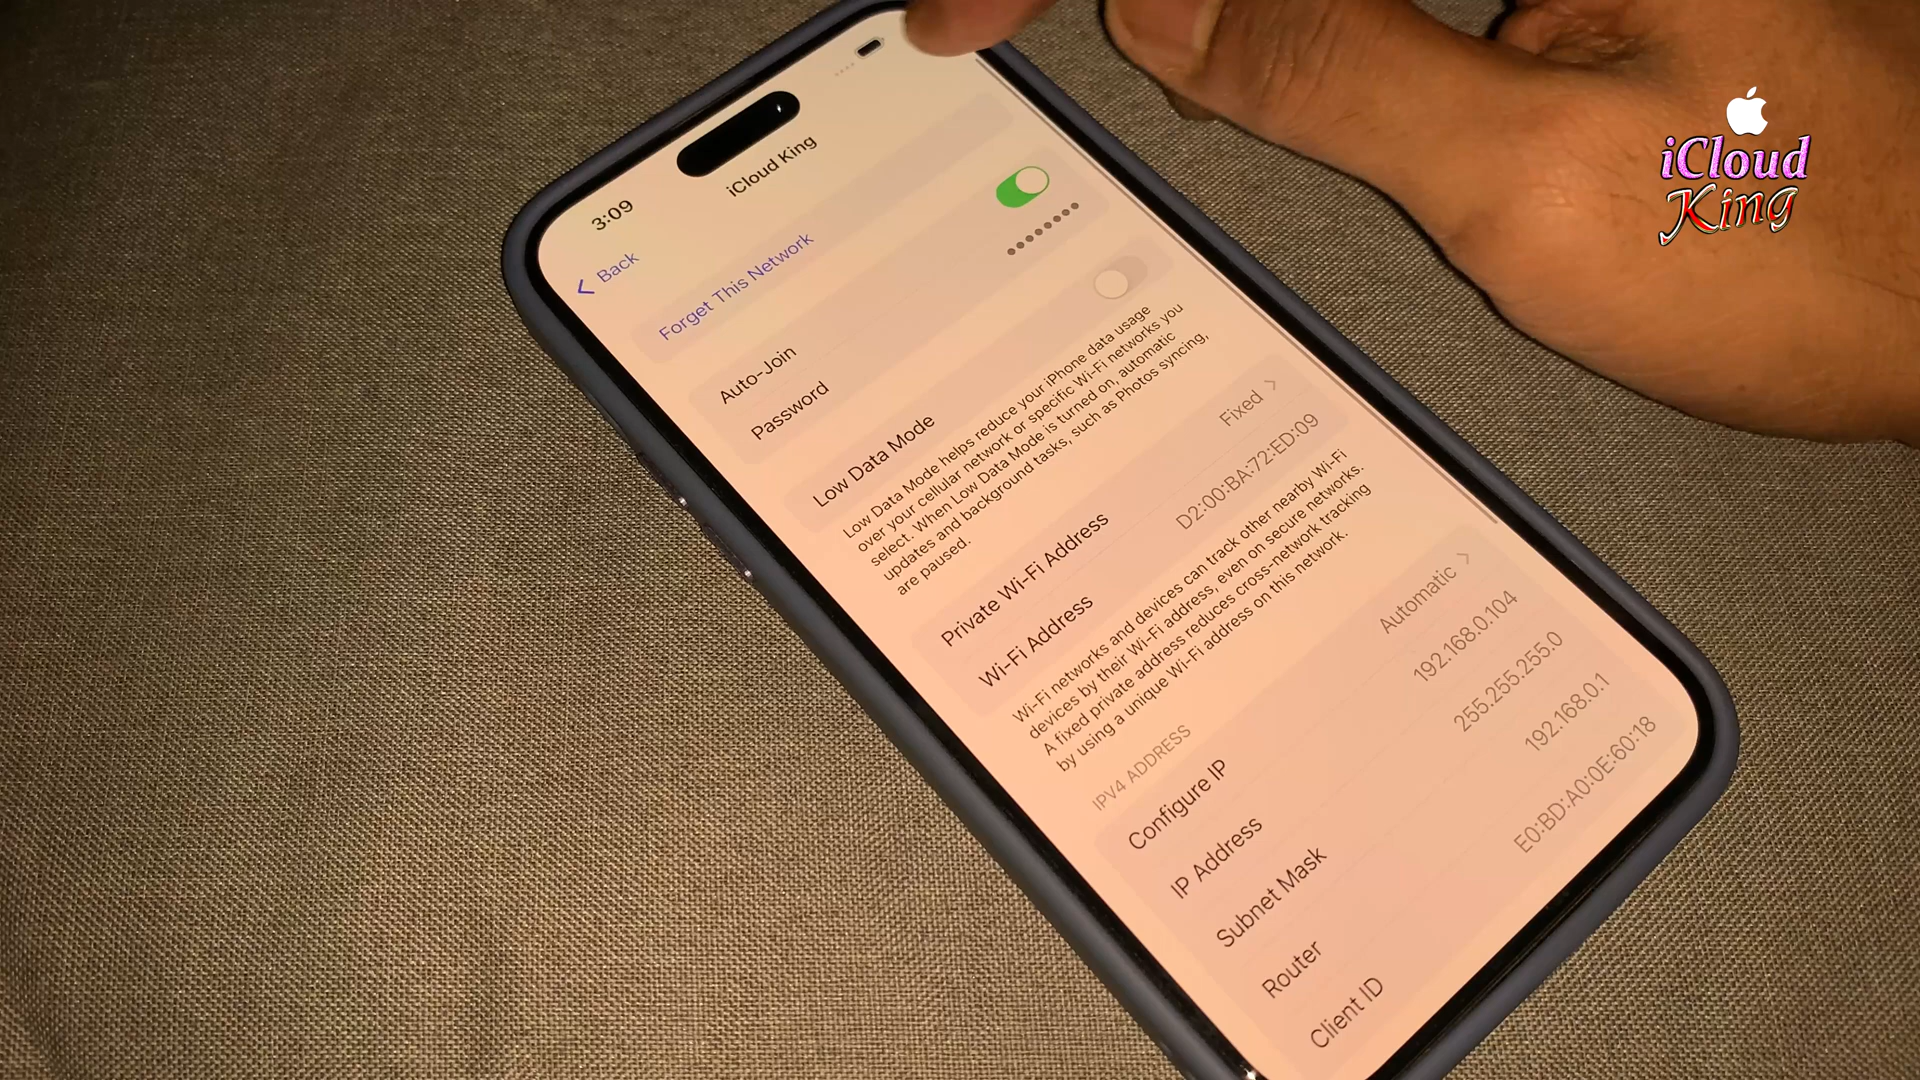 3:09
iCloud King
Back
Forget This Network
Auto-Join
Password
Low Data Mode
Low Data Mode helps reduce your iPhone data usage
over your cellular network or specific Wi-Fi networks you
select. When Low Data Mode is turned on, automatic
updates and background tasks, such as Photos syncing,
are paused.
Private Wi-Fi Address Fixed
Wi-Fi Address D2:00:BA:72:ED:09
Wi-Fi networks and devices can track other nearby Wi-Fi
devices by their Wi-Fi address, even on secure networks.
A fixed private address reduces cross-network tracking
by using a unique Wi-Fi address on this network.
IPV4 ADDRESS
Configure IP Automatic
IP Address 192.168.0.104
Subnet Mask 255.255.255.0
Router 192.168.0.1
Client ID E0:BD:A0:0E:60:18
iCloud
King